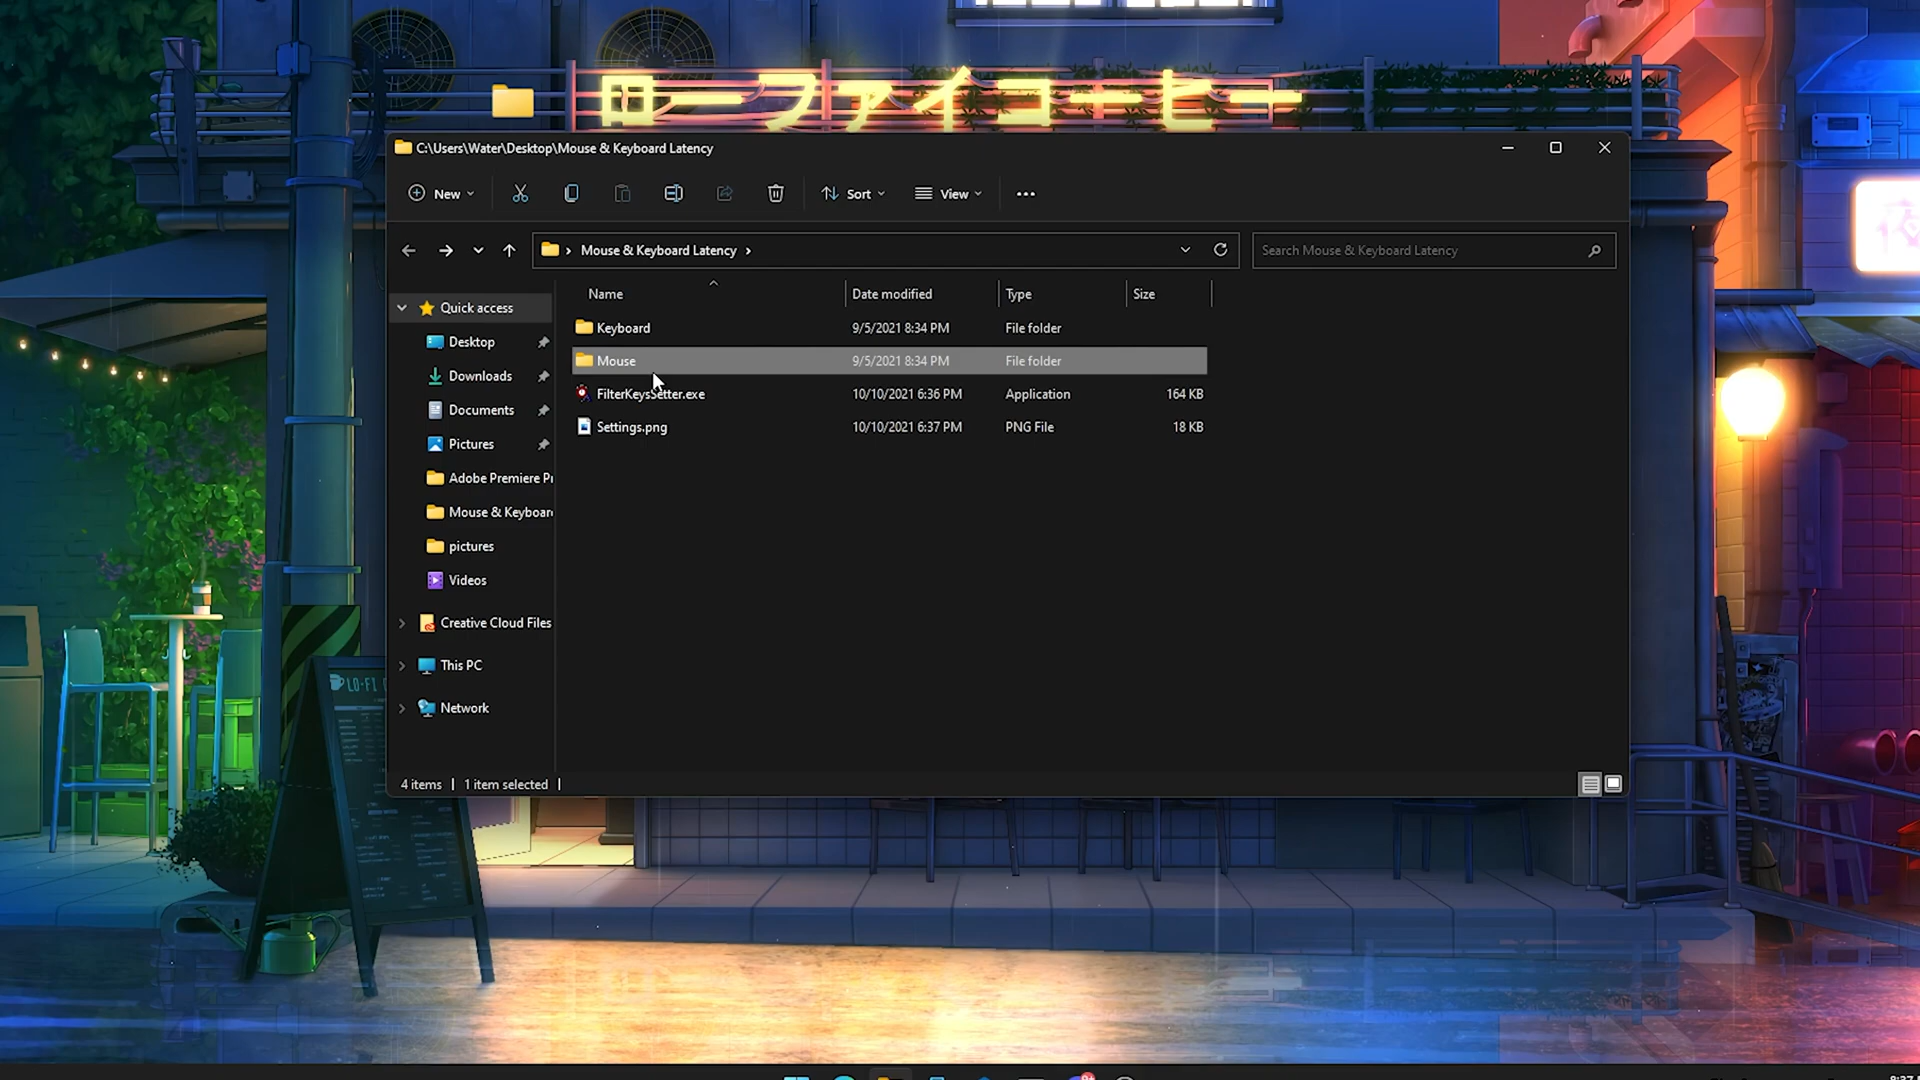 ローファイコーヒー
C:\Users\Water\Desktop\Mouse & Keyboard Latency
New
Sort
View
Mouse & Keyboard Latency
Search Mouse & Keyboard Latency
Name Date modified Type Size
Keyboard 9/5/2021 8:34 PM File folder
Mouse 9/5/2021 8:34 PM File folder
FilterKeysSetter.exe 10/10/2021 6:36 PM Application 164 KB
Settings.png 10/10/2021 6:37 PM PNG File 18 KB
Quick access
Desktop
Downloads
Documents
Pictures
Adobe Premiere Pr
Mouse & Keyboar
pictures
Videos
Creative Cloud Files
This PC
Network
4 items 1 item selected
LO-FI